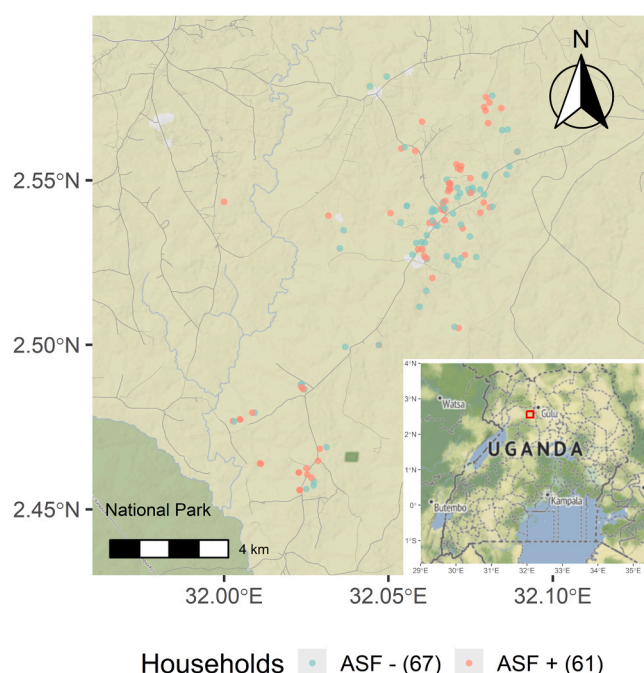 N
2.55°N
2.50°N
2.45°N
National Park
4 km
32.00°E
32.05°E
32.10°E
4°N
3°N
2°N
1°N
0°
1°S
29°E
30°E
31°E
32°E
33°E
34°E
35°E
Watsa
Gulu
UGANDA
Kampala
Butembo
Households ASF - (67) ASF + (61)